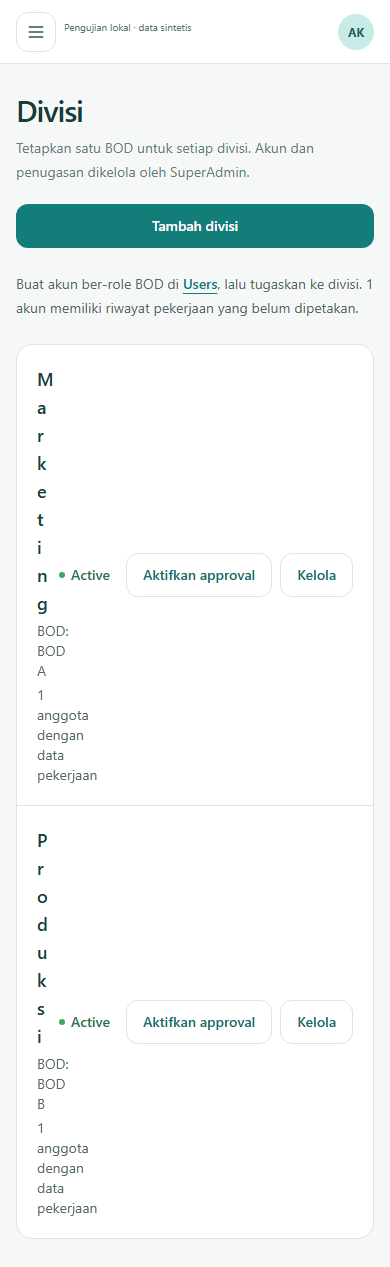 Pengujian lokal · data sintetis
AK
Divisi
Tetapkan satu BOD untuk setiap divisi. Akun dan
penugasan dikelola oleh SuperAdmin.
Tambah divisi
Buat akun ber-role BOD di Users, lalu tugaskan ke divisi. 1
akun memiliki riwayat pekerjaan yang belum dipetakan.
Marketing
Active
Aktifkan approval
Kelola
BOD:
BOD
A
1
anggota
dengan
data
pekerjaan
Produksi
Active
Aktifkan approval
Kelola
BOD:
BOD
B
1
anggota
dengan
data
pekerjaan